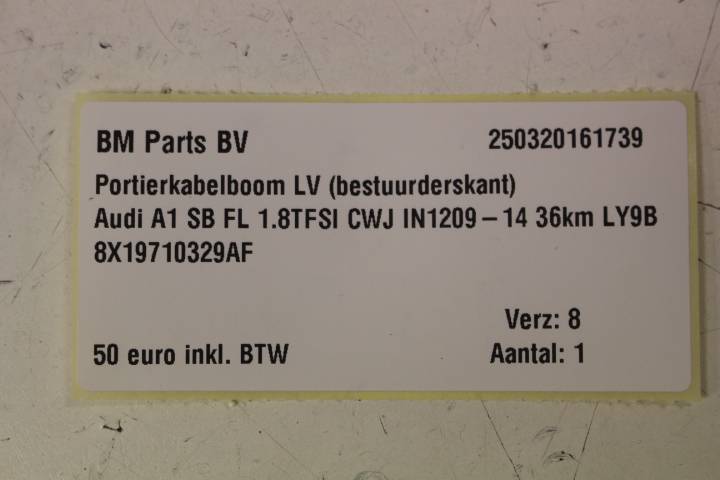 BM Parts BV 250320161739
Portierkabelboom LV (bestuurderskant)
Audi A1 SB FL 1.8TFSI CWJ IN1209 – 14 36km LY9B
8X19710329AF
Verz: 8
50 euro inkl. BTW Aantal: 1